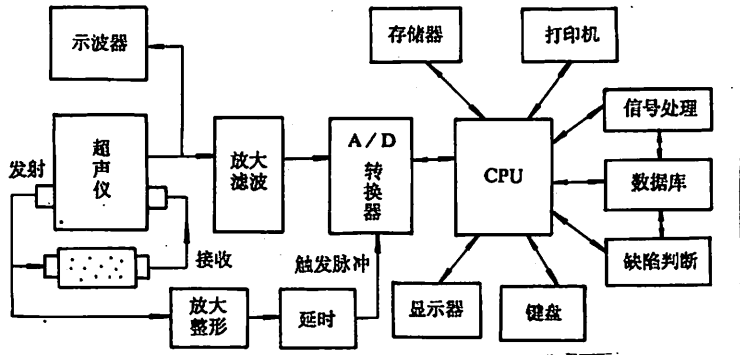 示波器
存储器
打印机
超
声
仪
发射
接收
放大
滤波
A/D
转
换
器
CPU
信号处理
数据库
缺陷判断
触发脉冲
放大
整形
延时
显示器
键盘